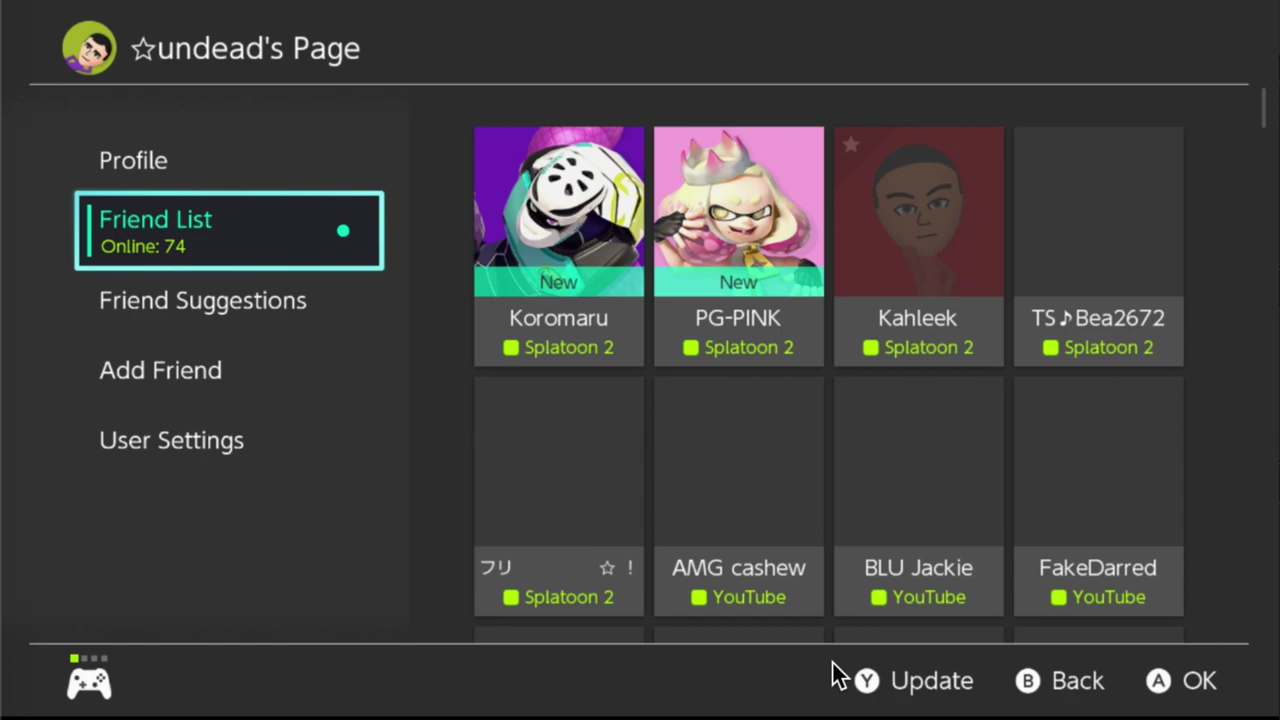 ☆undead's Page
Profile
Friend List
Online: 74
Friend Suggestions
Add Friend
User Settings
New
Koromaru
Splatoon 2
New
PG-PINK
Splatoon 2
Kahleek
Splatoon 2
TS♪Bea2672
Splatoon 2
フリ ☆ !
Splatoon 2
AMG cashew
YouTube
BLU Jackie
YouTube
FakeDarred
YouTube
Y Update B Back A OK